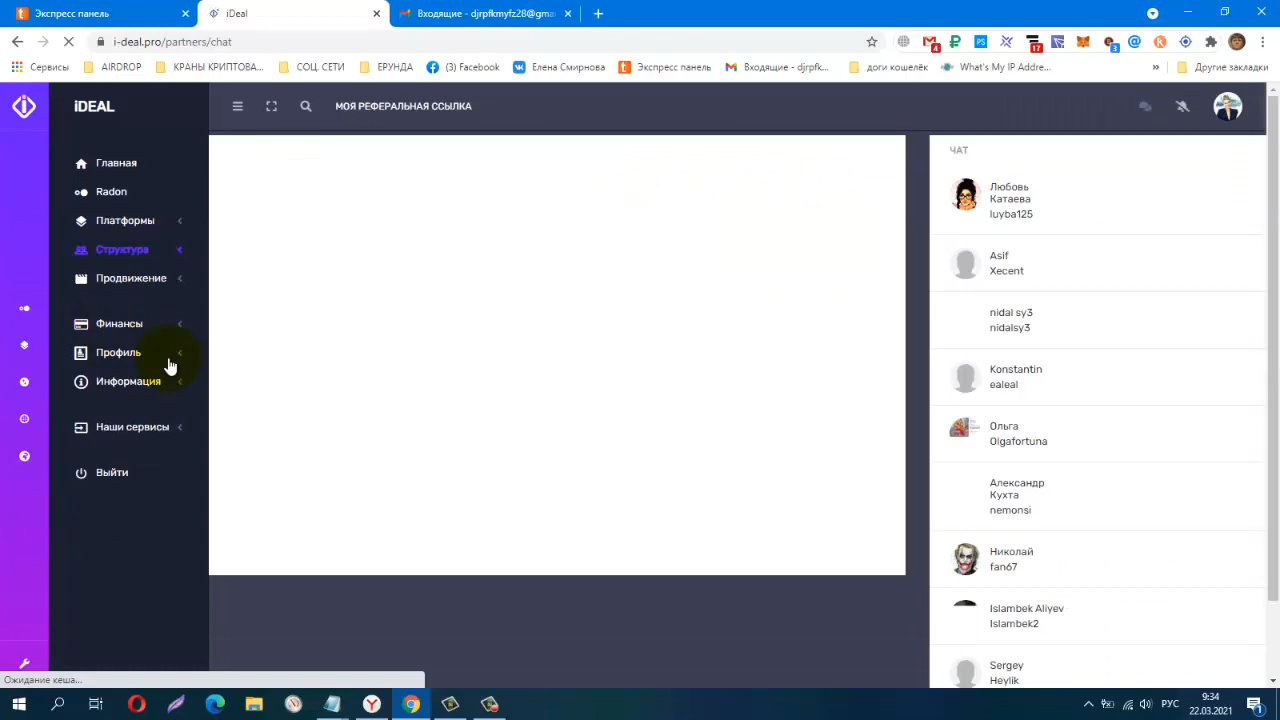 Экспресс панель
iDeal
Входящие - djrpfkmyfz28@gma
i-deal.pro/partners/chat
4
17
3
Сервисы
AIRDROP
КРАНЫ КРИПТОВА...
СОЦ. СЕТИ
ЕРУНДА
(3) Facebook
Елена Смирнова
Экспресс панель
Входящие - djrpfk...
доги кошелёк
What's My IP Addre...
»
Другие закладки
iDEAL
МОЯ РЕФЕРАЛЬНАЯ ССЫЛКА
Главная
Radon
Платформы
Структура
Продвижение
Финансы
Профиль
Информация
Наши сервисы
Выйти
ЧАТ
Любовь
Катаева
luyba125
Asif
Xecent
nidal sy3
nidalsy3
Konstantin
ealeal
Ольга
Olgafortuna
Александр
Кухта
nemonsi
Николай
fan67
Islambek Aliyev
Islambek2
Sergey
Heylik
Ожидание кеша...
РУС
9:34
22.03.2021
1